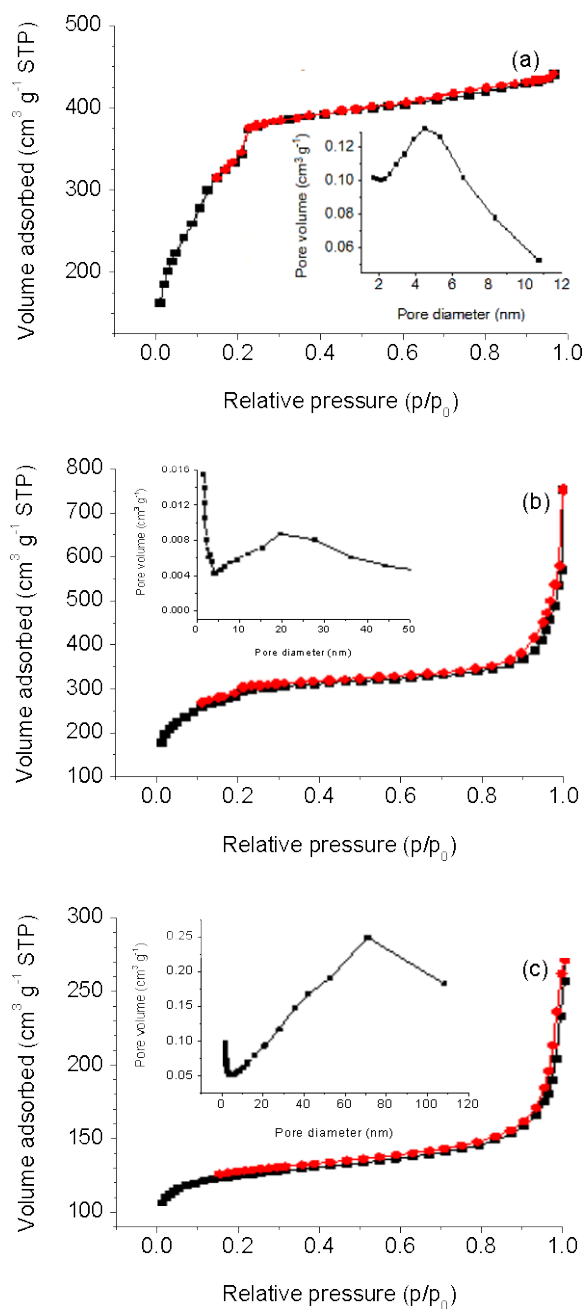 (a)
Volume adsorbed (cm³ g⁻¹ STP)
500
400
300
200
0.0 0.2 0.4 0.6 0.8 1.0
Relative pressure (p/p₀)
Pore volume (cm³ g⁻¹)
0.12
0.10
0.08
0.06
2 4 6 8 10 12
Pore diameter (nm)
(b)
Volume adsorbed (cm³ g⁻¹ STP)
800
700
600
500
400
300
200
100
0.0 0.2 0.4 0.6 0.8 1.0
Relative pressure (p/p₀)
Pore volume (cm³ g⁻¹)
0.016
0.012
0.008
0.004
0.000
0 10 20 30 40 50
Pore diameter (nm)
(c)
Volume adsorbed (cm³ g⁻¹ STP)
300
250
200
150
100
0.0 0.2 0.4 0.6 0.8 1.0
Relative pressure (p/p₀)
Pore volume (cm³ g⁻¹)
0.25
0.20
0.15
0.10
0.05
0 20 40 60 80 100 120
Pore diameter (nm)